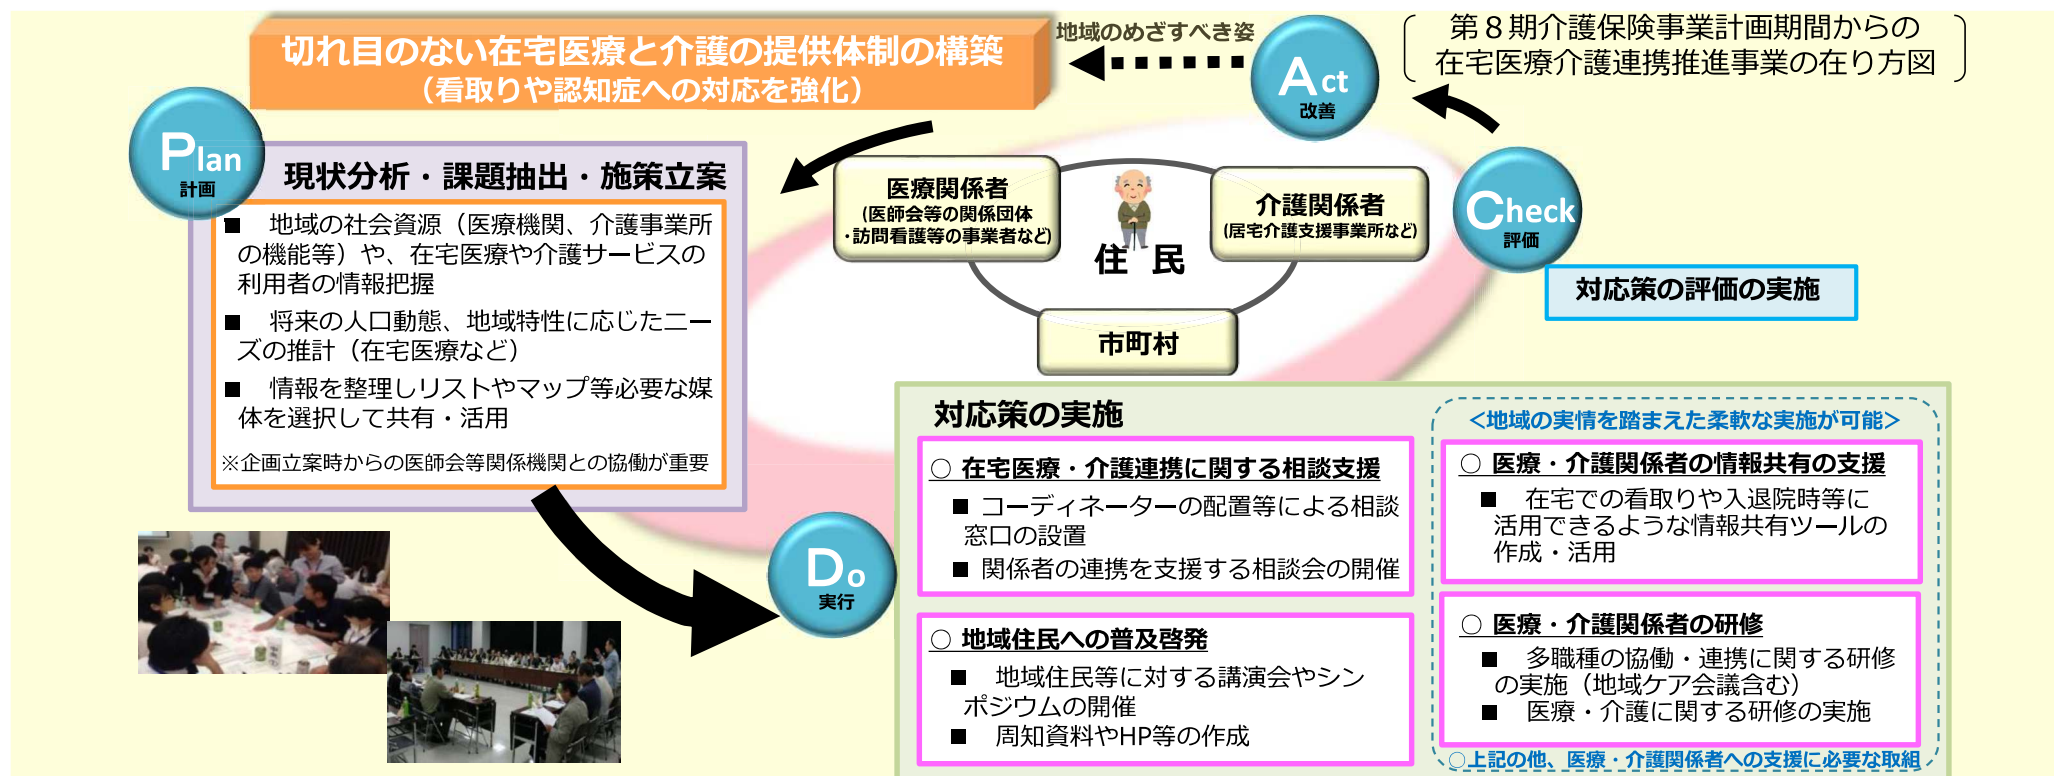 切れ目のない在宅医療と介護の提供体制の構築
（看取りや認知症への対応を強化）
地域のめざすべき姿
Act
改善
第８期介護保険事業計画期間からの
在宅医療介護連携推進事業の在り方図
Plan
計画
現状分析・課題抽出・施策立案
■ 地域の社会資源（医療機関、介護事業所
の機能等）や、在宅医療や介護サービスの
利用者の情報把握
■ 将来の人口動態、地域特性に応じたニー
ズの推計（在宅医療など）
■ 情報を整理しリストやマップ等必要な媒
体を選択して共有・活用
※企画立案時からの医師会等関係機関との協働が重要
医療関係者
(医師会等の関係団体
・訪問看護等の事業者など)
住 民
介護関係者
(居宅介護支援事業所など)
市町村
Check
評価
対応策の評価の実施
Do
実行
対応策の実施
○ 在宅医療・介護連携に関する相談支援
■ コーディネーターの配置等による相談
窓口の設置
■ 関係者の連携を支援する相談会の開催
○ 地域住民への普及啓発
■ 地域住民等に対する講演会やシン
ポジウムの開催
■ 周知資料やHP等の作成
＜地域の実情を踏まえた柔軟な実施が可能＞
○ 医療・介護関係者の情報共有の支援
■ 在宅での看取りや入退院時等に
活用できるような情報共有ツールの
作成・活用
○ 医療・介護関係者の研修
■ 多職種の協働・連携に関する研修
の実施（地域ケア会議含む）
■ 医療・介護に関する研修の実施
○上記の他、医療・介護関係者への支援に必要な取組